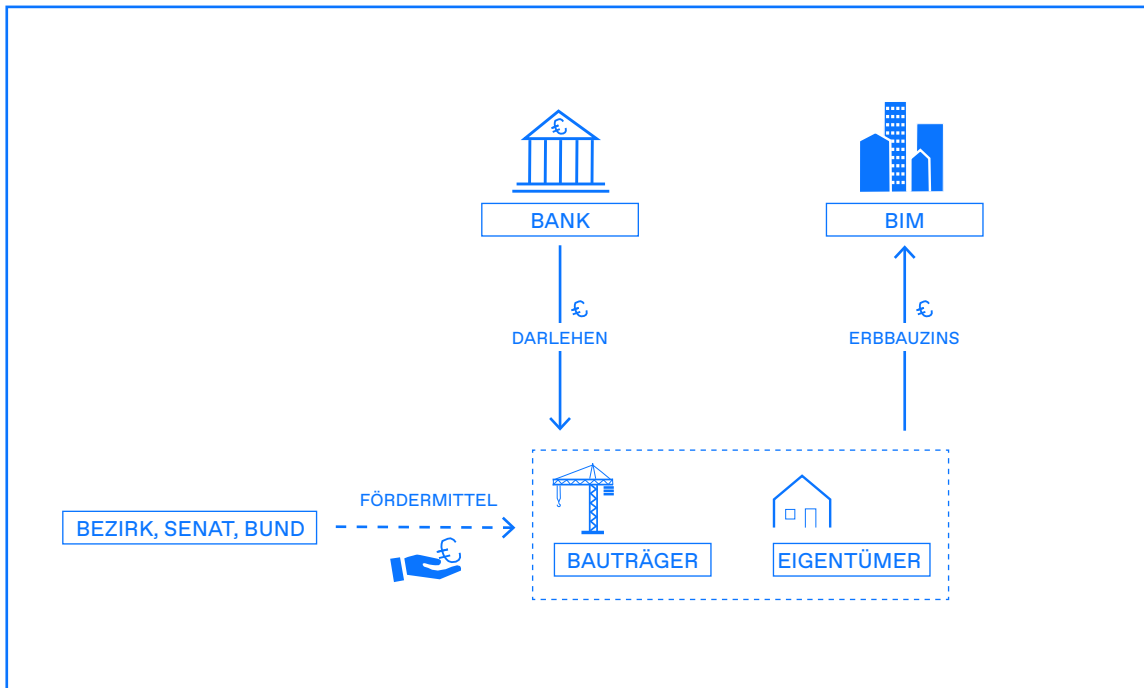 €
BANK
BIM
€
€
DARLEHEN
ERBBAUZINS
FÖRDERMITTEL
BEZIRK, SENAT, BUND
€
BAUTRÄGER
EIGENTÜMER